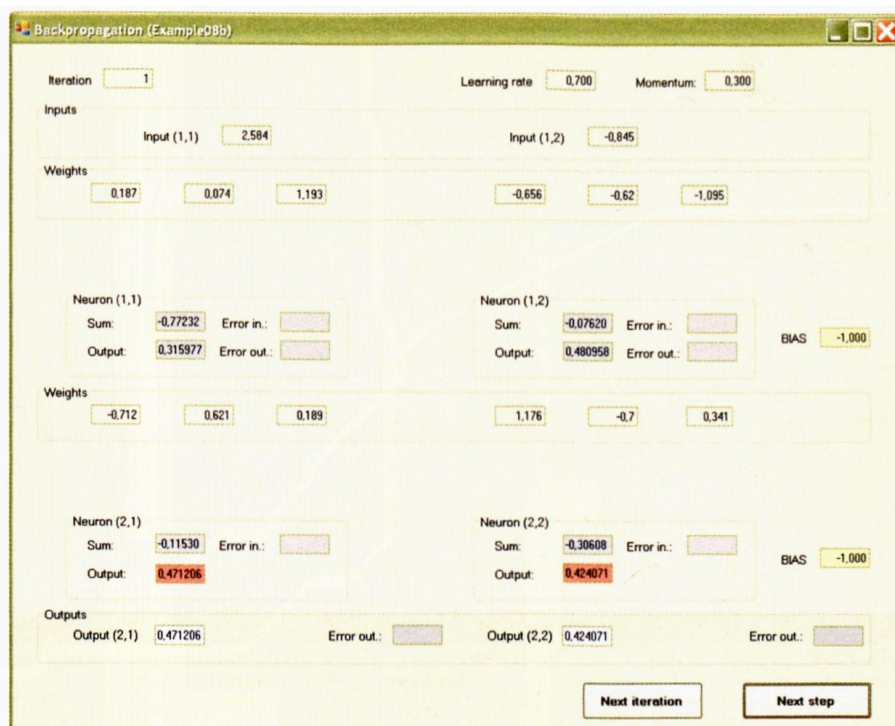 Backpropagation (Example08b)
Iteration 1 Learning rate 0,700 Momentum: 0,300
Inputs
Input (1,1) 2,584 Input (1,2) -0,845
Weights
0,187 0,074 1,193 -0,656 -0,62 -1,095
Neuron (1,1) Neuron (1,2)
Sum: -0,77232 Error in.: Sum: -0,07620 Error in.:
BIAS -1,000
Output: 0,315977 Error out.: Output: 0,480958 Error out.:
Weights
-0,712 0,621 0,189 1,176 -0,7 0,341
Neuron (2,1) Neuron (2,2)
Sum: -0,11530 Error in.: Sum: -0,30608 Error in.:
BIAS -1,000
Output: 0,471206 Output: 0,424071
Outputs
Output (2,1) 0,471206 Error out.: Output (2,2) 0,424071 Error out.:
Next iteration Next step